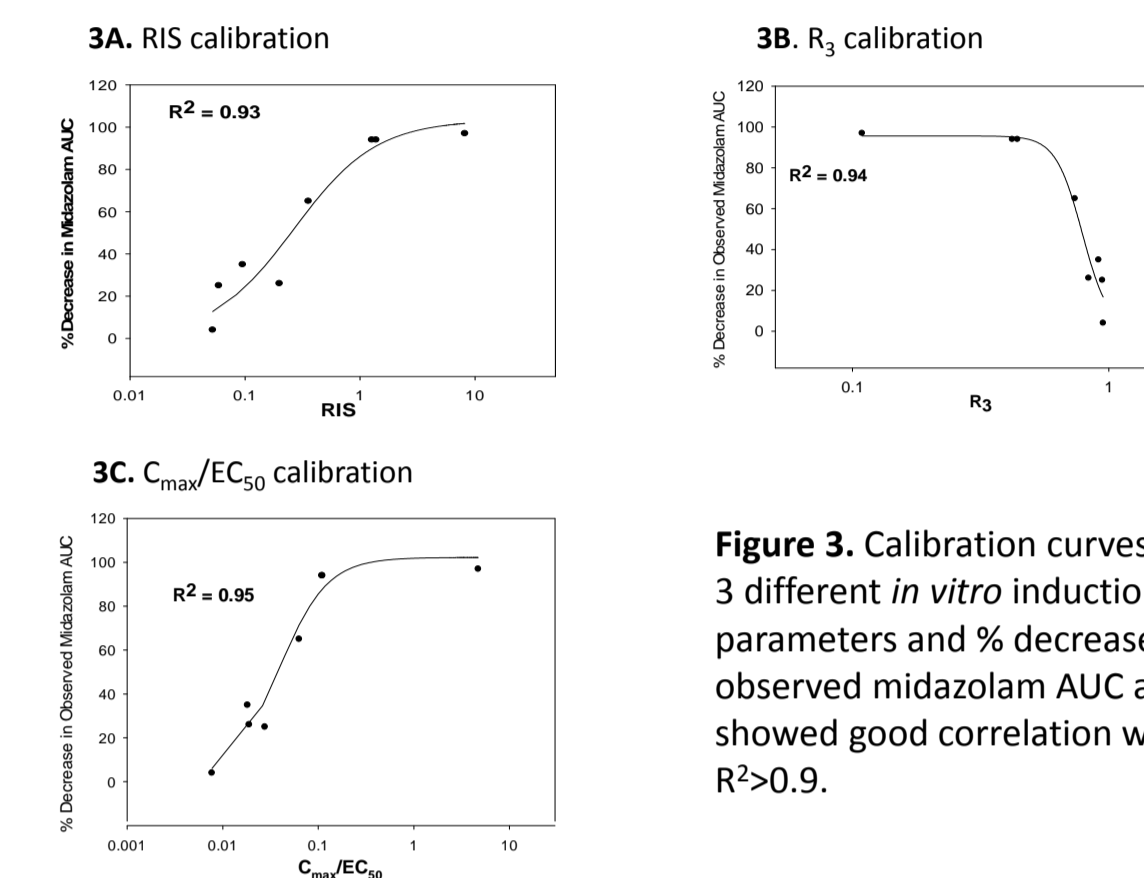 3A. RIS calibration
120
100
80
60
40
20
0
%Decrease in Midazolam AUC
R2 = 0.93
0.01 0.1 1 10
RIS
3B. R3 calibration
120
100
80
60
40
20
0
% Decrease in Observed Midazolam AUC
R2 = 0.94
0.1 1
R3
3C. Cmax/EC50 calibration
120
100
80
60
40
20
0
% Decrease in Observed Midazolam AUC
R2 = 0.95
0.001 0.01 0.1 1 10
Cmax/EC50
Figure 3. Calibration curves
3 different in vitro inductio
parameters and % decrease
observed midazolam AUC a
showed good correlation w
R2>0.9.